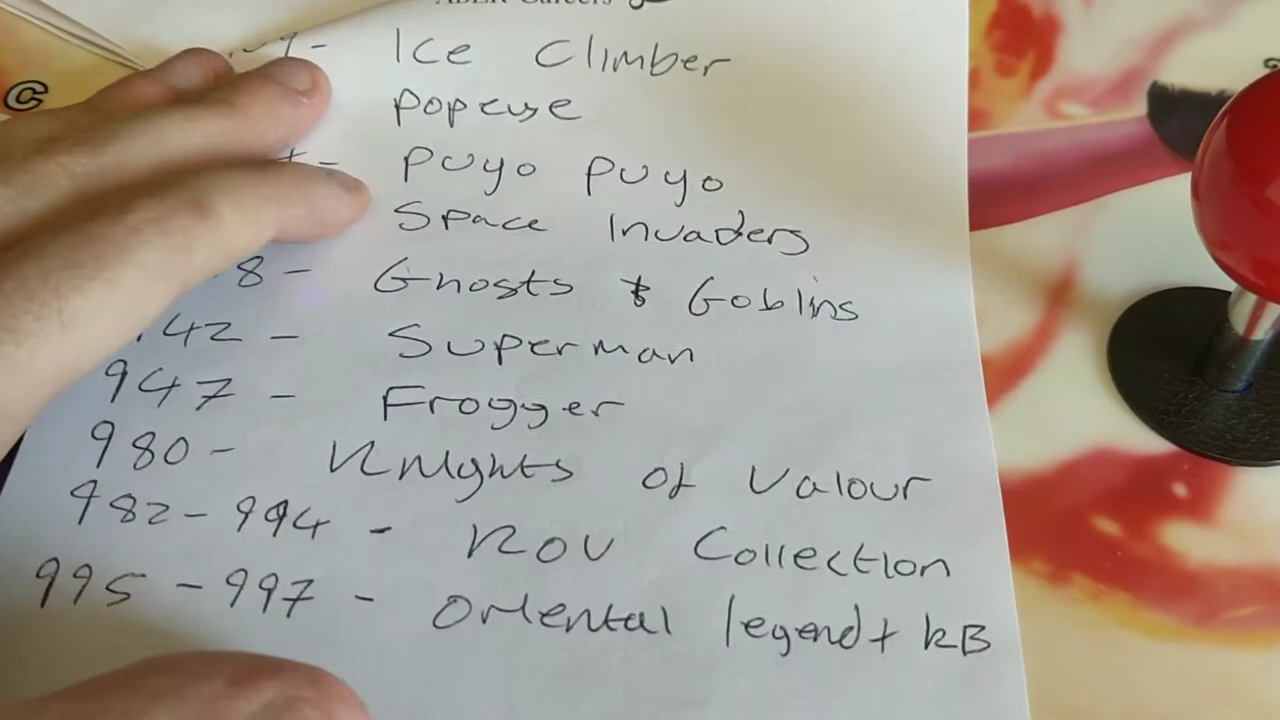 Ice Climber
Popeye
Puyo Puyo
Space Invaders
8 - Ghosts & Goblins
42 - Superman
947 - Frogger
980 - Knights of Valour
982 - 994 - KOV Collection
995 - 997 - Oriental legend + KB
C